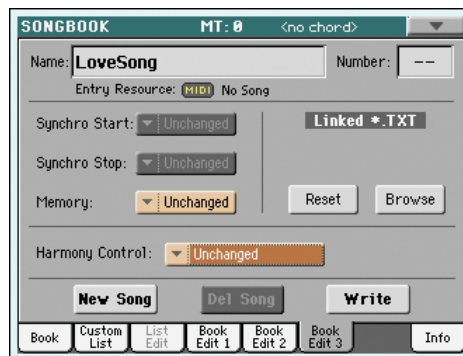 SONGBOOK MT:0 <no chord>
Name: LoveSong Number: --
Entry Resource: MIDI No Song
Synchro Start: Unchanged Linked *.TXT
Synchro Stop: Unchanged
Memory: Unchanged Reset Browse
Harmony Control: Unchanged
New Song Del Song Write
Book Custom List List Edit Book Edit 1 Book Edit 2 Book Edit 3 Info